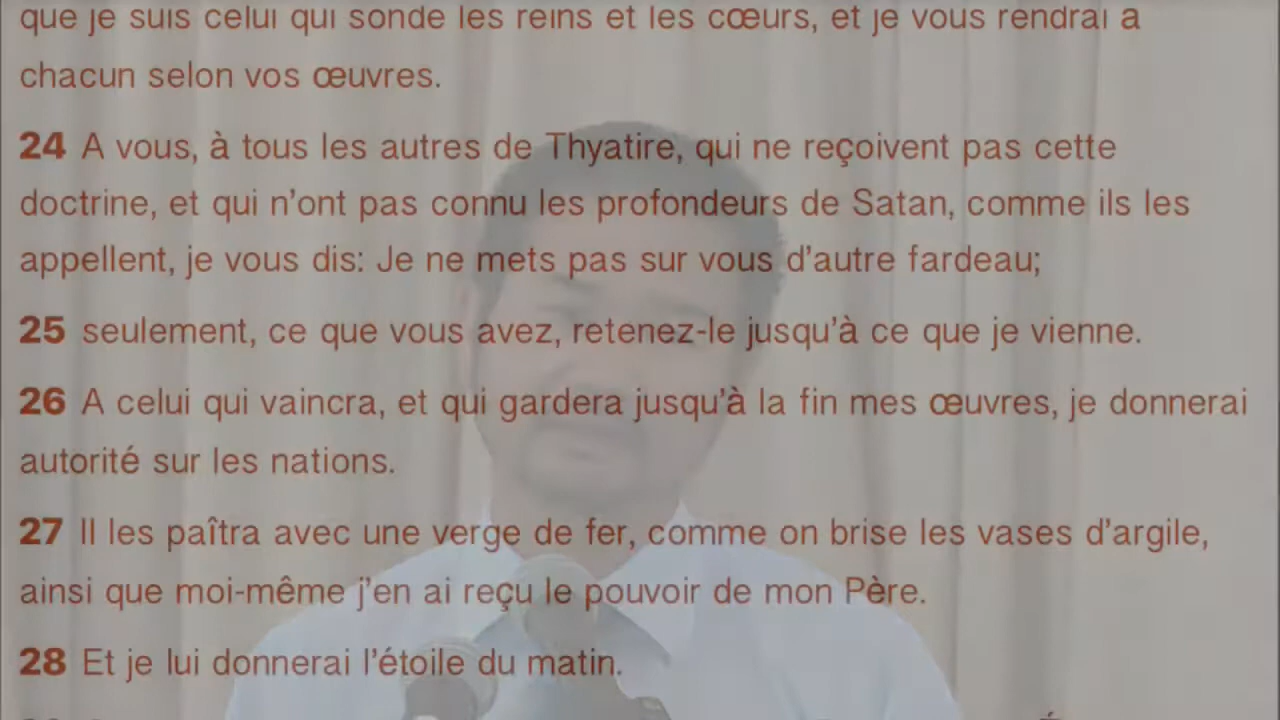 que je suis celui qui sonde les reins et les cœurs, et je vous rendrai à
chacun selon vos œuvres.
24 A vous, à tous les autres de Thyatire, qui ne reçoivent pas cette
doctrine, et qui n’ont pas connu les profondeurs de Satan, comme ils les
appellent, je vous dis: Je ne mets pas sur vous d’autre fardeau;
25 seulement, ce que vous avez, retenez-le jusqu’à ce que je vienne.
26 A celui qui vaincra, et qui gardera jusqu’à la fin mes œuvres, je donnerai
autorité sur les nations.
27 Il les paîtra avec une verge de fer, comme on brise les vases d’argile,
ainsi que moi-même j’en ai reçu le pouvoir de mon Père.
28 Et je lui donnerai l’étoile du matin.